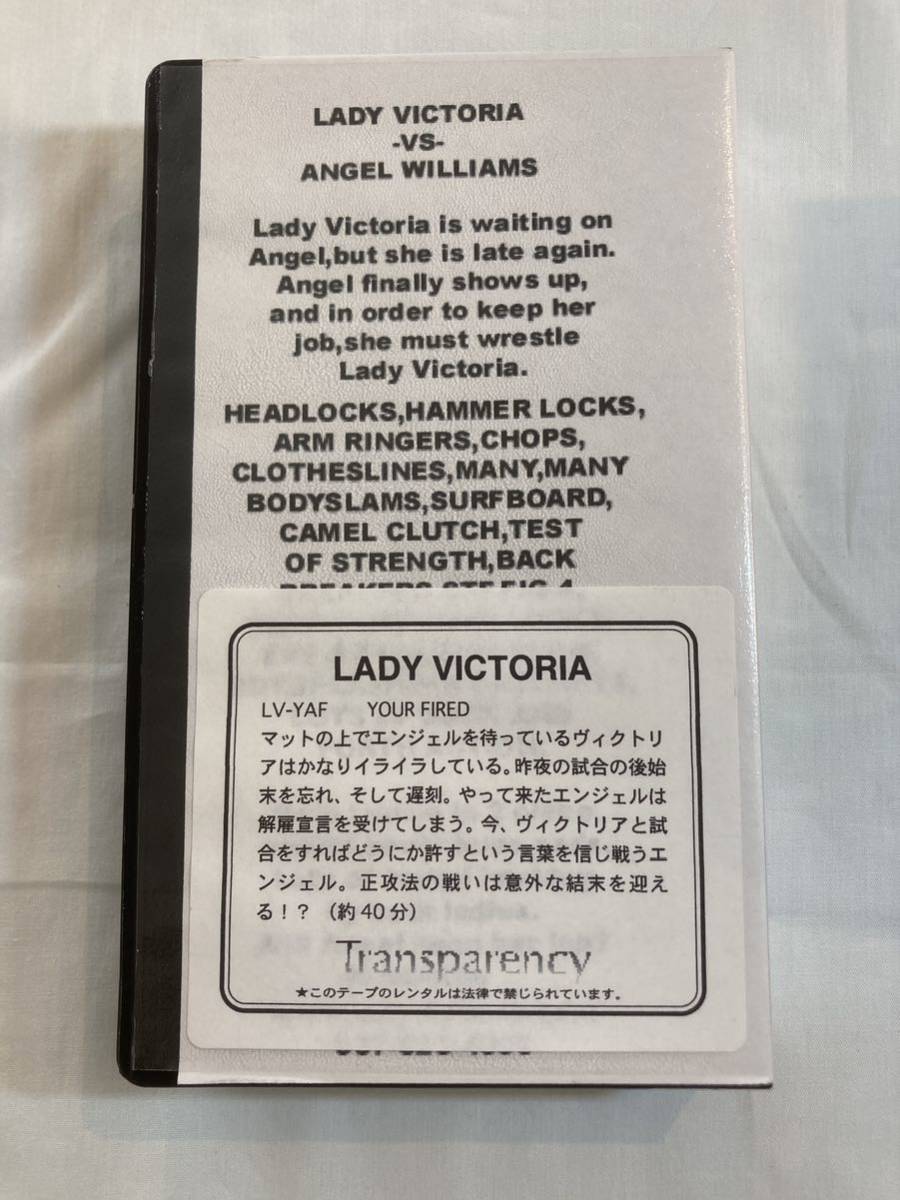 LADY VICTORIA
-VS-
ANGEL WILLIAMS
Lady Victoria is waiting on
Angel,but she is late again.
Angel finally shows up,
and in order to keep her
job,she must wrestle
Lady Victoria.
HEADLOCKS,HAMMER LOCKS,
ARM RINGERS,CHOPS,
CLOTHESLINES,MANY,MANY
BODYSLAMS,SURFBOARD,
CAMEL CLUTCH,TEST
OF STRENGTH,BACK
BREAKERS,STF,FIG.4
LADY VICTORIA
LV-YAF YOUR FIRED
マットの上でエンジェルを待っているヴィクトリ
アはかなりイライラしている。昨夜の試合の後始
末を忘れ、そして遅刻。やって来たエンジェルは
解雇宣言を受けてしまう。今、ヴィクトリアと試
合をすればどうにか許すという言葉を信じ戦うエ
ンジェル。正攻法の戦いは意外な結末を迎え
る!?(約40分)
Transparency
★このテープのレンタルは法律で禁じられています。